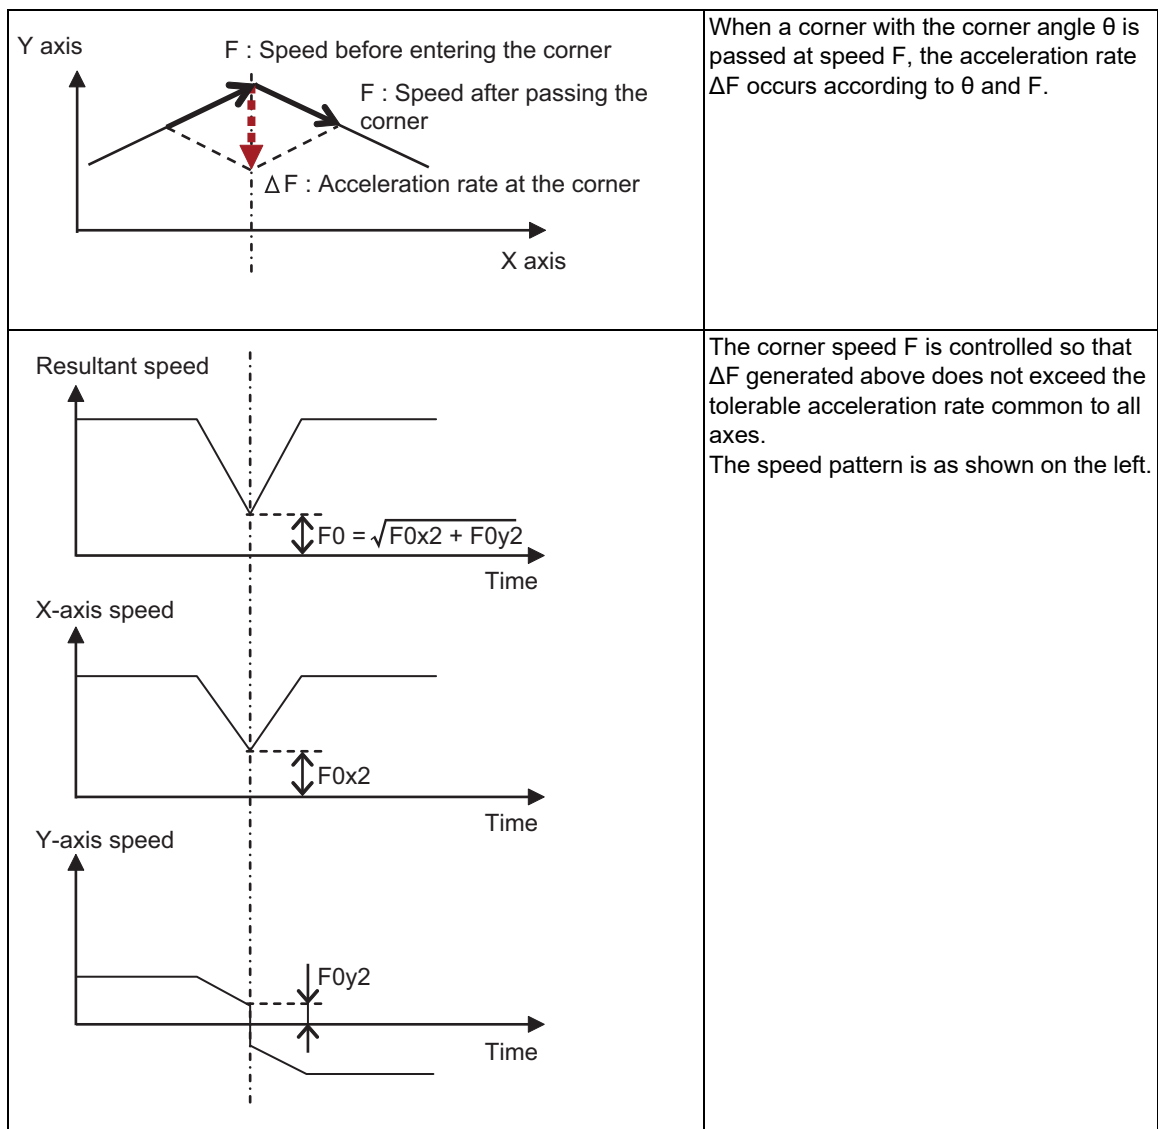 Y axis
F : Speed before entering the corner
F : Speed after passing the
corner
Δ F : Acceleration rate at the corner
X axis
When a corner with the corner angle θ is
passed at speed F, the acceleration rate
ΔF occurs according to θ and F.
Resultant speed
F0 = √F0x2 + F0y2
Time
X-axis speed
F0x2
Time
Y-axis speed
F0y2
Time
The corner speed F is controlled so that
ΔF generated above does not exceed the
tolerable acceleration rate common to all
axes.
The speed pattern is as shown on the left.